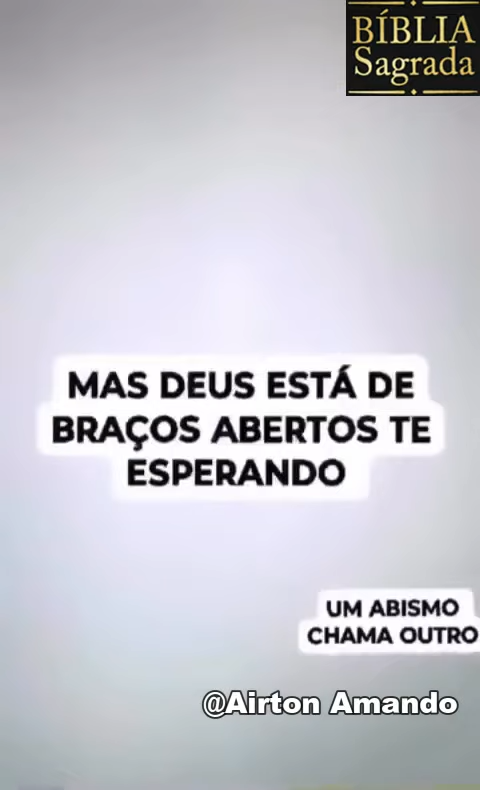 BÍBLIA
Sagrada
MAS DEUS ESTÁ DE
BRAÇOS ABERTOS TE
ESPERANDO
UM ABISMO
CHAMA OUTRO
@Airton Amando